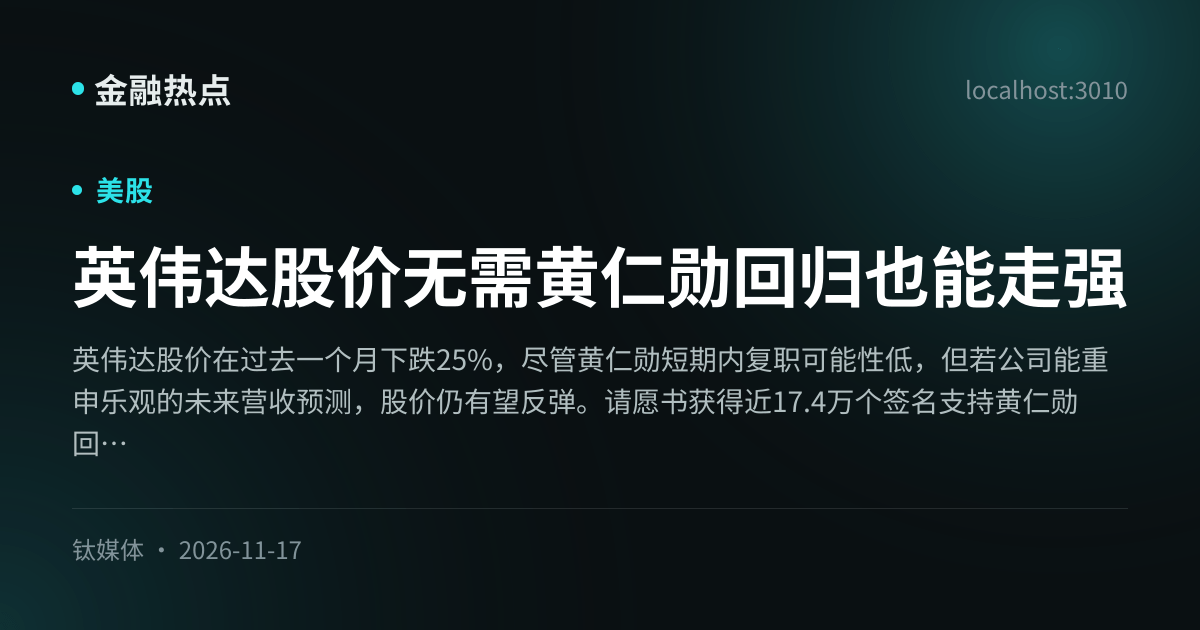 金融热点
localhost:3010
美股
英伟达股价无需黄仁勋回归也能走强
英伟达股价在过去一个月下跌25%，尽管黄仁勋短期内复职可能性低，但若公司能重
申乐观的未来营收预测，股价仍有望反弹。请愿书获得近17.4万个签名支持黄仁勋
回…
钛媒体 · 2026-11-17